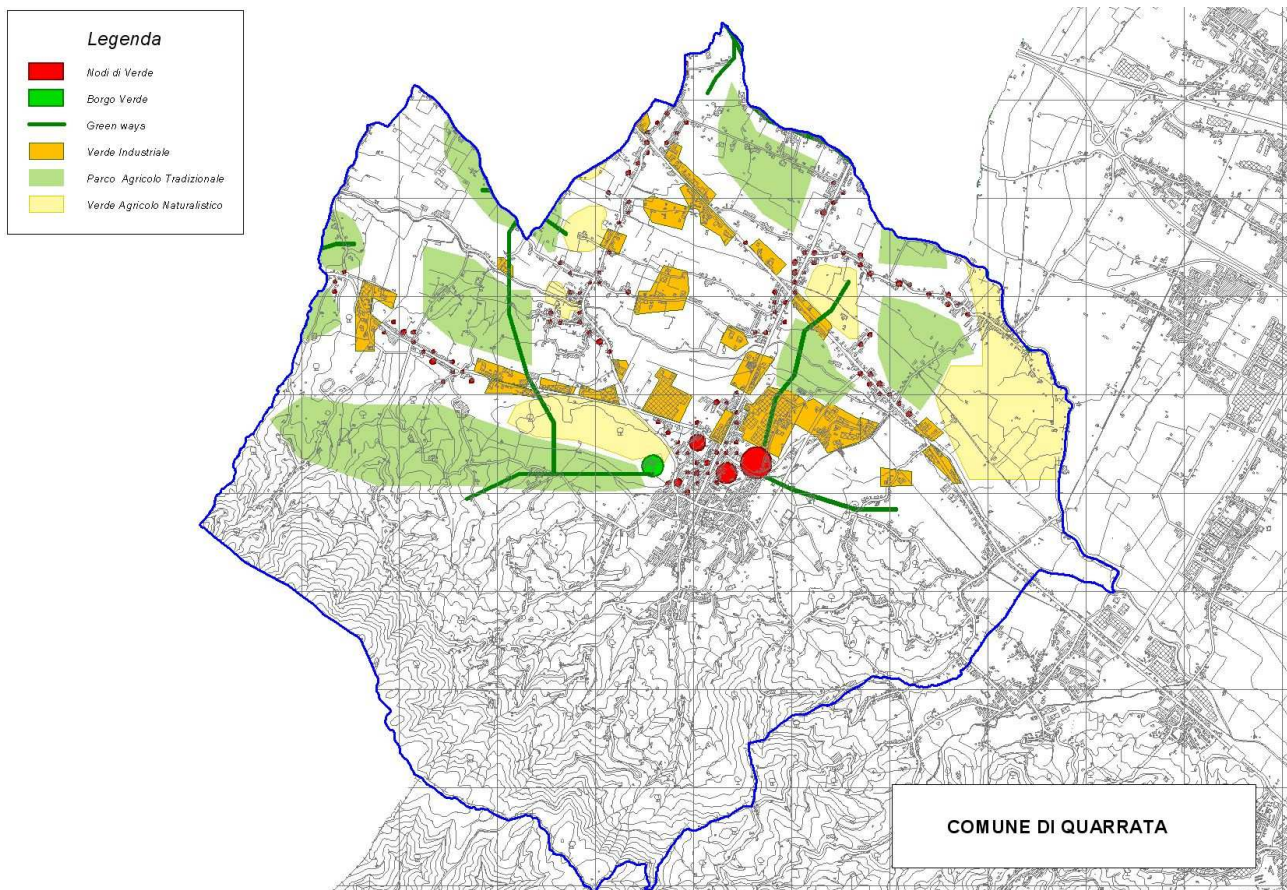 Legenda
Nodi di Verde
Borgo Verde
Green ways
Verde Industriale
Parco Agricolo Tradizionale
Verde Agricolo Naturalistico
COMUNE DI QUARRATA